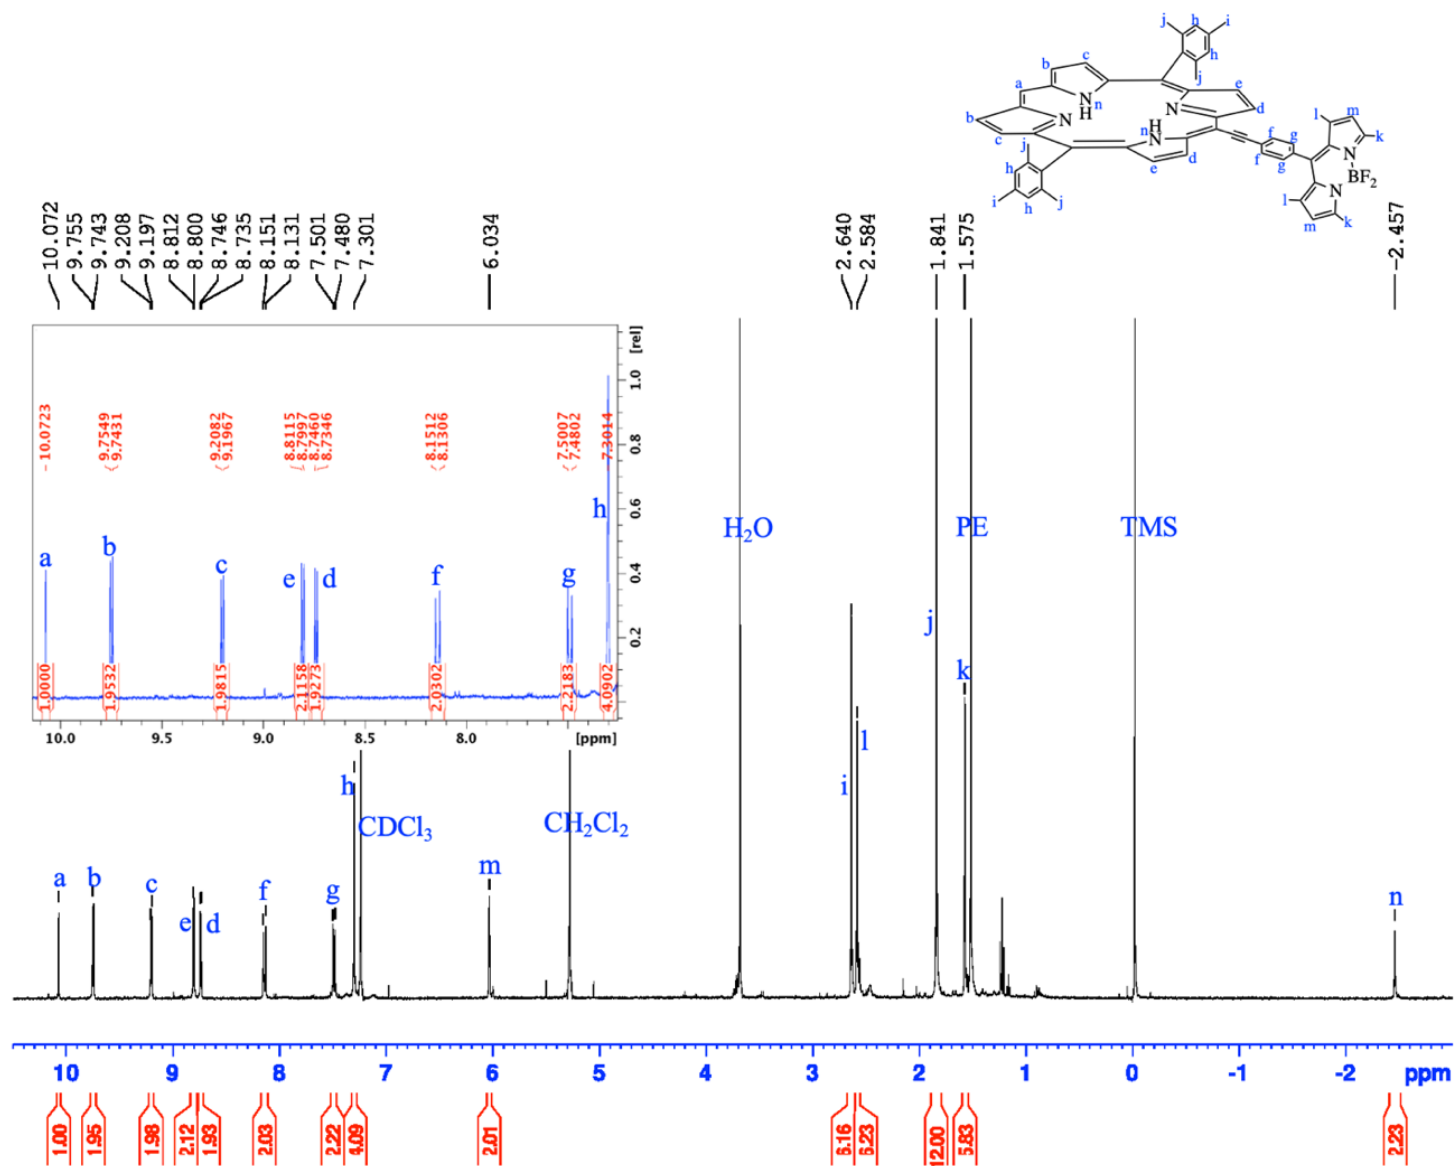 j h i
c h
b j
a N n e
H N d
b N H l m
n N f g
c j d k
h e f g N
BF2
i h j l N
m k
10.072
9.755
9.743
9.208
9.197
8.812
8.800
8.746
8.735
8.151
8.131
7.501
7.480
7.301
6.034
2.640
2.584
1.841
1.575
-2.457
[rel]
1.0
0.8
0.6
0.4
0.2
10.0723
9.7549
9.7431
9.2082
9.1967
8.8115
8.7997
8.7460
8.7346
8.1512
8.1306
7.5007
7.4802
7.3014
a b c e d f g h
1.0000
1.9532
1.9815
2.1158
1.9273
2.0302
2.2183
4.0902
10.0 9.5 9.0 8.5 8.0 [ppm]
H2O PE TMS
j
k
l
i
h CDCl3 CH2Cl2
a b c e d f g m n
10 9 8 7 6 5 4 3 2 1 0 -1 -2 ppm
1.00
1.95
1.98
2.12
1.93
2.03
2.22
4.09
2.01
6.16
6.23
12.00
5.83
2.23